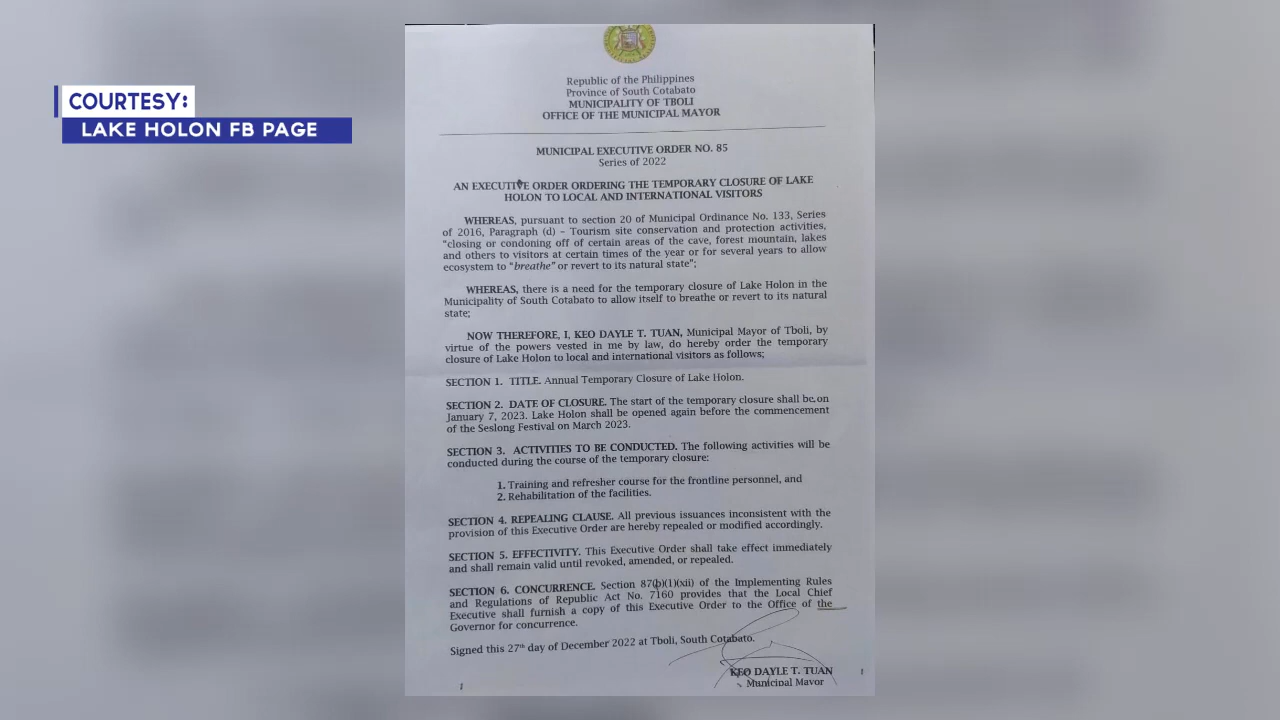 COURTESY:
LAKE HOLON FB PAGE
Republic of the Philippines
Province of South Cotabato
MUNICIPALITY OF TBOLI
OFFICE OF THE MUNICIPAL MAYOR
MUNICIPAL EXECUTIVE ORDER NO. 85
Series of 2022
AN EXECUTIVE ORDER ORDERING THE TEMPORARY CLOSURE OF LAKE
HOLON TO LOCAL AND INTERNATIONAL VISITORS
WHEREAS, pursuant to section 20 of Municipal Ordinance No. 133, Series
of 2016, Paragraph (d) – Tourism site conservation and protection activities,
"closing or condoning off of certain areas of the cave, forest mountain, lakes
and others to visitors at certain times of the year or for several years to allow
ecosystem to "breathe" or revert to its natural state";
WHEREAS, there is a need for the temporary closure of Lake Holon in the
Municipality of South Cotabato to allow itself to breathe or revert to its natural
state;
NOW THEREFORE, I, KEO DAYLE T. TUAN, Municipal Mayor of Tboli, by
virtue of the powers vested in me by law, do hereby order the temporary
closure of Lake Holon to local and international visitors as follows;
SECTION 1. TITLE. Annual Temporary Closure of Lake Holon.
SECTION 2. DATE OF CLOSURE. The start of the temporary closure shall be on
January 7, 2023. Lake Holon shall be opened again before the commencement
of the Seslong Festival on March 2023.
SECTION 3. ACTIVITIES TO BE CONDUCTED. The following activities will be
conducted during the course of the temporary closure:
1. Training and refresher course for the frontline personnel, and
2. Rehabilitation of the facilities.
SECTION 4. REPEALING CLAUSE. All previous issuances inconsistent with the
provision of this Executive Order are hereby repealed or modified accordingly.
SECTION 5. EFFECTIVITY. This Executive Order shall take effect immediately
and shall remain valid until revoked, amended, or repealed.
SECTION 6. CONCURRENCE. Section 87(b)(1)(xii) of the Implementing Rules
and Regulations of Republic Act No. 7160 provides that the Local Chief
Executive shall furnish a copy of this Executive Order to the Office of the
Governor for concurrence.
Signed this 27th day of December 2022 at Tboli, South Cotabato.
KEO DAYLE T. TUAN
Municipal Mayor